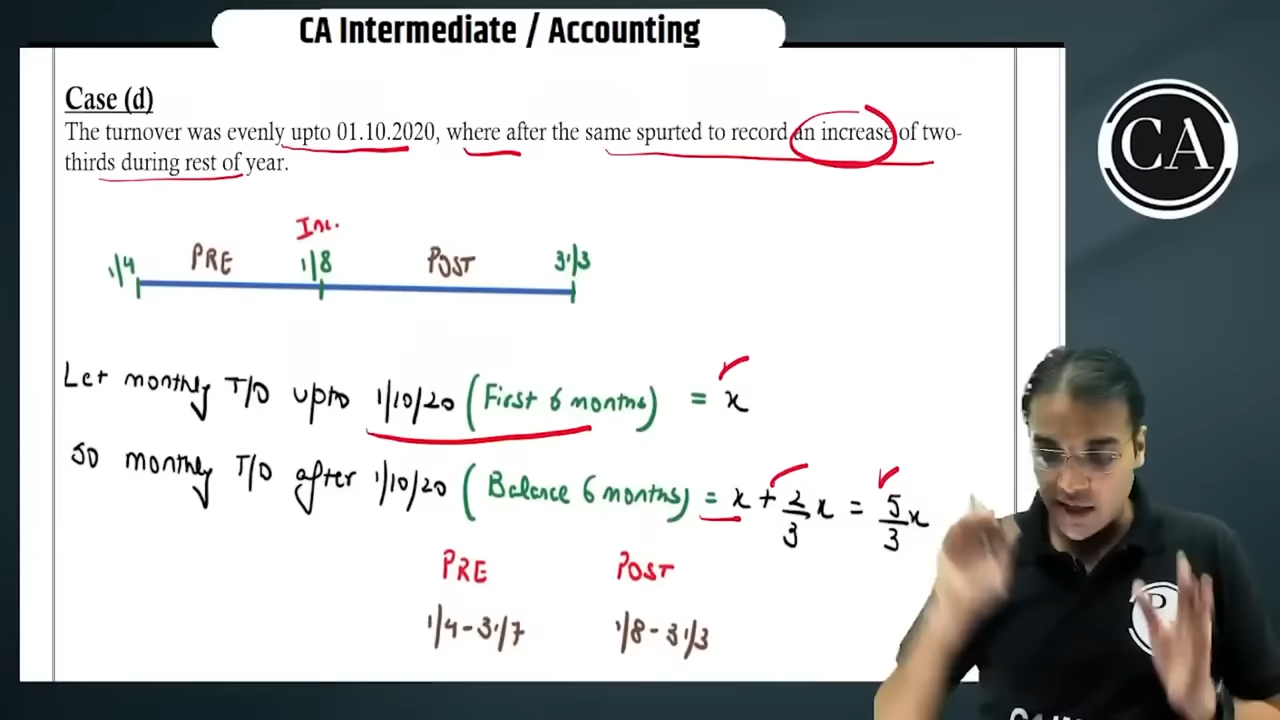 CA Intermediate / Accounting
Case (d)
The turnover was evenly upto 01.10.2020, where after the same spurted to record an increase of two-
thirds during rest of year.
CA
Inc.
1/4 PRE 1/8 POST 31/3
Let monthly T/O upto 1/10/20 (First 6 months) = x
So monthly T/O after 1/10/20 (Balance 6 months) = x + 2/3 x = 5/3 x
PRE POST
1/4 - 31/7 1/8 - 31/3